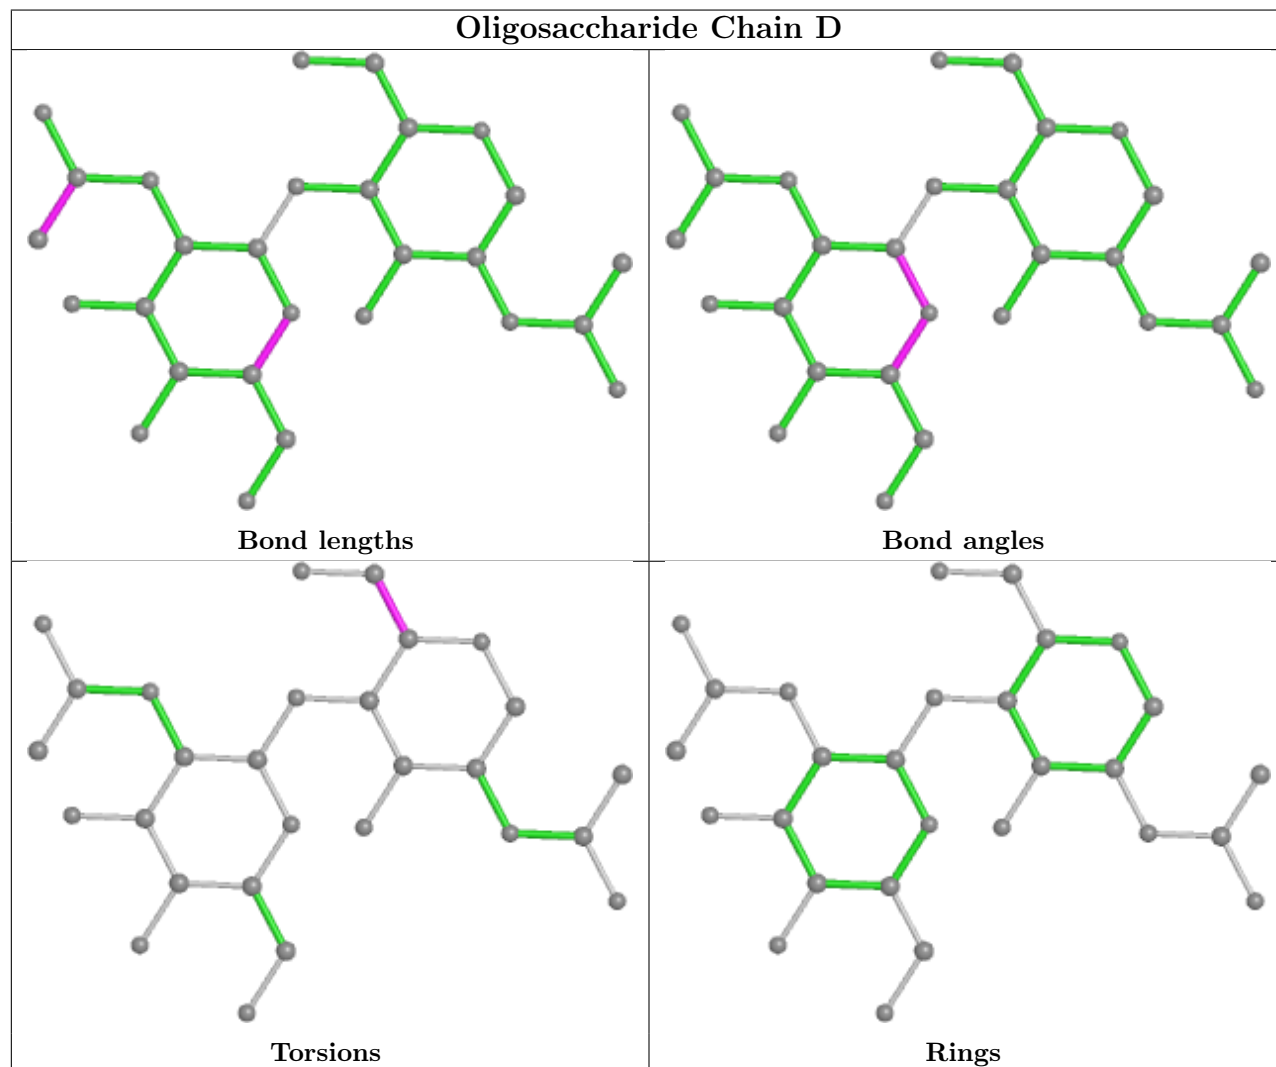 Oligosaccharide Chain D
Bond lengths
Bond angles
Torsions
Rings